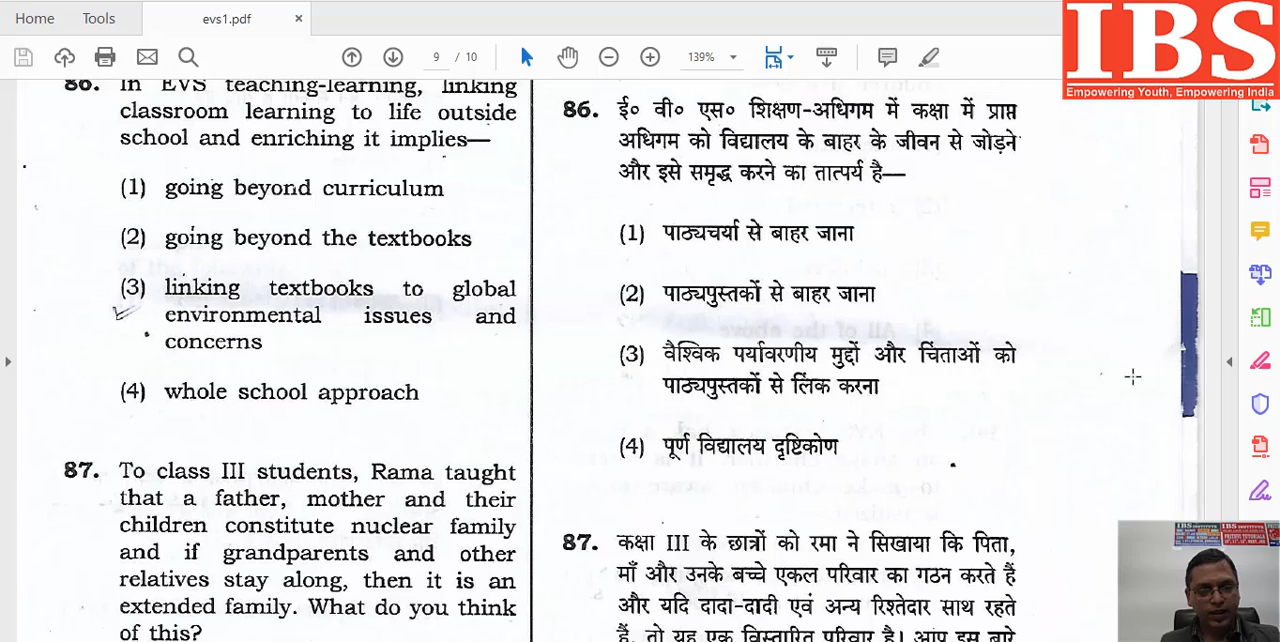 Home
Tools
evs1.pdf
×
9 / 10
139%
IBS
Empowering Youth, Empowering India
86. In EVS teaching-learning, linking
classroom learning to life outside
school and enriching it implies—
(1) going beyond curriculum
(2) going beyond the textbooks
(3) linking textbooks to global
environmental issues and
concerns
(4) whole school approach
87. To class III students, Rama taught
that a father, mother and their
children constitute nuclear family
and if grandparents and other
relatives stay along, then it is an
extended family. What do you think
of this?
86. ई० वी० एस० शिक्षण-अधिगम में कक्षा में प्राप्त
अधिगम को विद्यालय के बाहर के जीवन से जोड़ने
और इसे समृद्ध करने का तात्पर्य है—
(1) पाठ्यचर्या से बाहर जाना
(2) पाठ्यपुस्तकों से बाहर जाना
(3) वैश्विक पर्यावरणीय मुद्दों और चिंताओं को
पाठ्यपुस्तकों से लिंक करना
(4) पूर्ण विद्यालय दृष्टिकोण
87. कक्षा III के छात्रों को रमा ने सिखाया कि पिता,
माँ और उनके बच्चे एकल परिवार का गठन करते हैं
और यदि दादा-दादी एवं अन्य रिश्तेदार साथ रहते
हैं, तो यह एक विस्तारित परिवार है। आप इस बारे